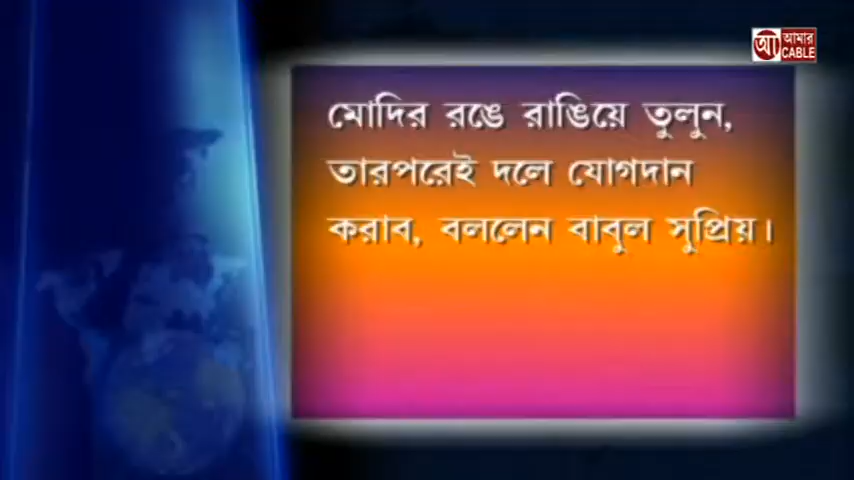 আ আমার
CABLE
মোদির রঙে রাঙিয়ে তুলুন,
তারপরেই দলে যোগদান
করাব, বললেন বাবুল সুপ্রিয়।